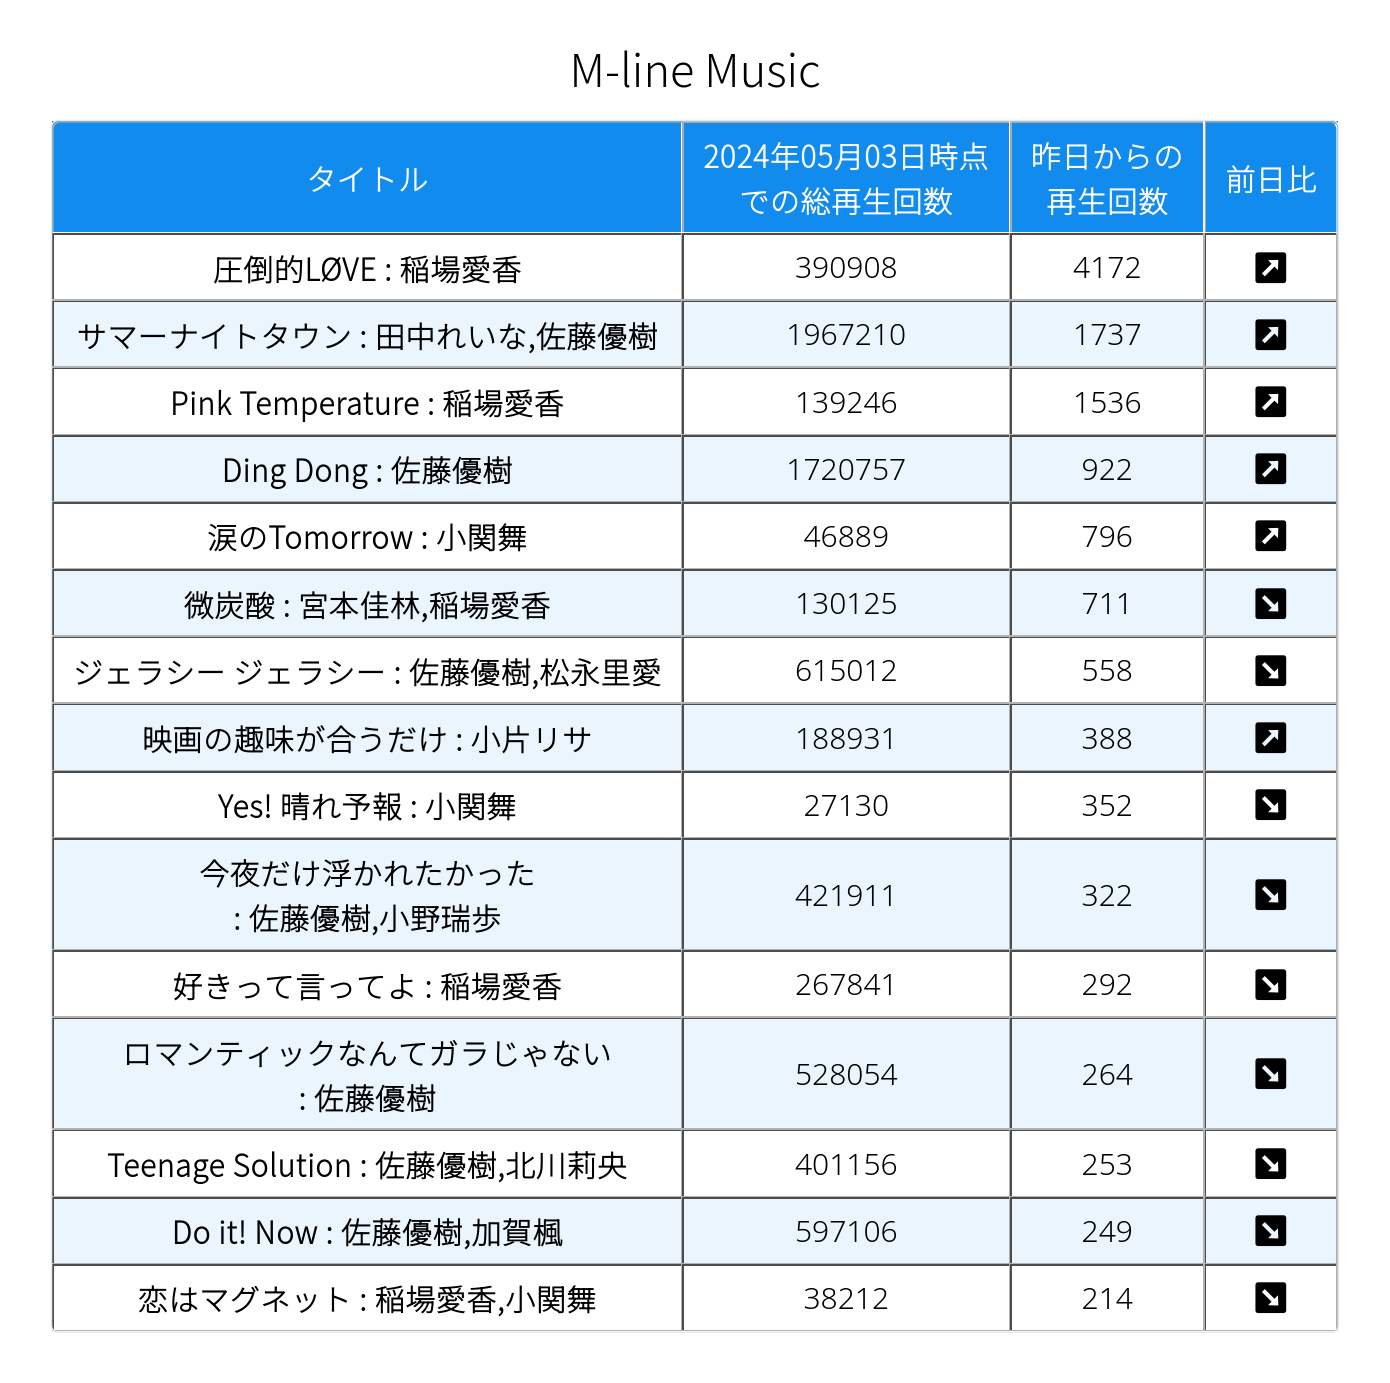 M-line Music
タイトル
2024年05月03日時点
での総再生回数
昨日からの
再生回数
前日比
圧倒的LØVE : 稲場愛香 390908 4172 ↗
サマーナイトタウン : 田中れいな,佐藤優樹 1967210 1737 ↗
Pink Temperature : 稲場愛香 139246 1536 ↗
Ding Dong : 佐藤優樹 1720757 922 ↗
涙のTomorrow : 小関舞 46889 796 ↗
微炭酸 : 宮本佳林,稲場愛香 130125 711 ↘
ジェラシー ジェラシー : 佐藤優樹,松永里愛 615012 558 ↘
映画の趣味が合うだけ : 小片リサ 188931 388 ↗
Yes! 晴れ予報 : 小関舞 27130 352 ↘
今夜だけ浮かれたかった
: 佐藤優樹,小野瑞歩 421911 322 ↘
好きって言ってよ : 稲場愛香 267841 292 ↘
ロマンティックなんてガラじゃない
: 佐藤優樹 528054 264 ↘
Teenage Solution : 佐藤優樹,北川莉央 401156 253 ↘
Do it! Now : 佐藤優樹,加賀楓 597106 249 ↘
恋はマグネット : 稲場愛香,小関舞 38212 214 ↘